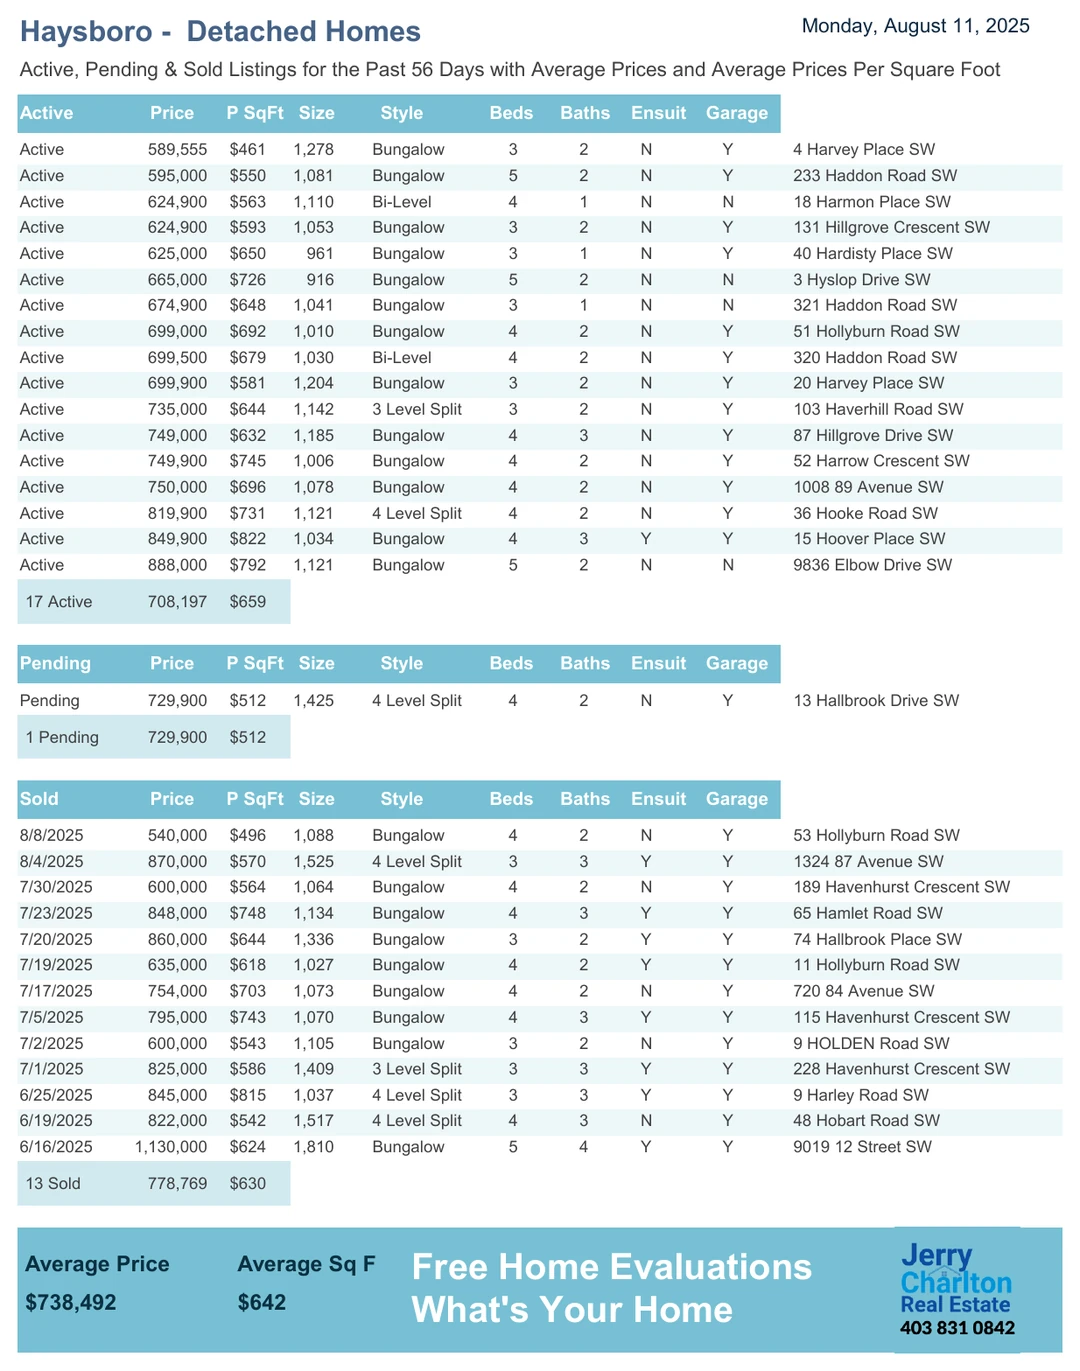 Haysboro - Detached Homes
Monday, August 11, 2025
Active, Pending & Sold Listings for the Past 56 Days with Average Prices and Average Prices Per Square Foot
Active Price P SqFt Size Style Beds Baths Ensuit Garage
Active 589,555 $461 1,278 Bungalow 3 2 N Y 4 Harvey Place SW
Active 595,000 $550 1,081 Bungalow 5 2 N Y 233 Haddon Road SW
Active 624,900 $563 1,110 Bi-Level 4 1 N N 18 Harmon Place SW
Active 624,900 $593 1,053 Bungalow 3 2 N Y 131 Hillgrove Crescent SW
Active 625,000 $650 961 Bungalow 3 1 N Y 40 Hardisty Place SW
Active 665,000 $726 916 Bungalow 5 2 N N 3 Hyslop Drive SW
Active 674,900 $648 1,041 Bungalow 3 1 N N 321 Haddon Road SW
Active 699,000 $692 1,010 Bungalow 4 2 N Y 51 Hollyburn Road SW
Active 699,500 $679 1,030 Bi-Level 4 2 N Y 320 Haddon Road SW
Active 699,900 $581 1,204 Bungalow 3 2 N Y 20 Harvey Place SW
Active 735,000 $644 1,142 3 Level Split 3 2 N Y 103 Haverhill Road SW
Active 749,000 $632 1,185 Bungalow 4 3 N Y 87 Hillgrove Drive SW
Active 749,900 $745 1,006 Bungalow 4 2 N Y 52 Harrow Crescent SW
Active 750,000 $696 1,078 Bungalow 4 2 N Y 1008 89 Avenue SW
Active 819,900 $731 1,121 4 Level Split 4 2 N Y 36 Hooke Road SW
Active 849,900 $822 1,034 Bungalow 4 3 Y Y 15 Hoover Place SW
Active 888,000 $792 1,121 Bungalow 5 2 N N 9836 Elbow Drive SW
17 Active 708,197 $659
Pending Price P SqFt Size Style Beds Baths Ensuit Garage
Pending 729,900 $512 1,425 4 Level Split 4 2 N Y 13 Hallbrook Drive SW
1 Pending 729,900 $512
Sold Price P SqFt Size Style Beds Baths Ensuit Garage
8/8/2025 540,000 $496 1,088 Bungalow 4 2 N Y 53 Hollyburn Road SW
8/4/2025 870,000 $570 1,525 4 Level Split 3 3 Y Y 1324 87 Avenue SW
7/30/2025 600,000 $564 1,064 Bungalow 4 2 N Y 189 Havenhurst Crescent SW
7/23/2025 848,000 $748 1,134 Bungalow 4 3 Y Y 65 Hamlet Road SW
7/20/2025 860,000 $644 1,336 Bungalow 3 2 Y Y 74 Hallbrook Place SW
7/19/2025 635,000 $618 1,027 Bungalow 4 2 Y Y 11 Hollyburn Road SW
7/17/2025 754,000 $703 1,073 Bungalow 4 2 N Y 720 84 Avenue SW
7/5/2025 795,000 $743 1,070 Bungalow 4 3 Y Y 115 Havenhurst Crescent SW
7/2/2025 600,000 $543 1,105 Bungalow 3 2 N Y 9 HOLDEN Road SW
7/1/2025 825,000 $586 1,409 3 Level Split 3 3 Y Y 228 Havenhurst Crescent SW
6/25/2025 845,000 $815 1,037 4 Level Split 3 3 Y Y 9 Harley Road SW
6/19/2025 822,000 $542 1,517 4 Level Split 4 3 N Y 48 Hobart Road SW
6/16/2025 1,130,000 $624 1,810 Bungalow 5 4 Y Y 9019 12 Street SW
13 Sold 778,769 $630
Average Price Average Sq F
$738,492 $642
Free Home Evaluations
What's Your Home
Jerry
Charlton
Real Estate
403 831 0842